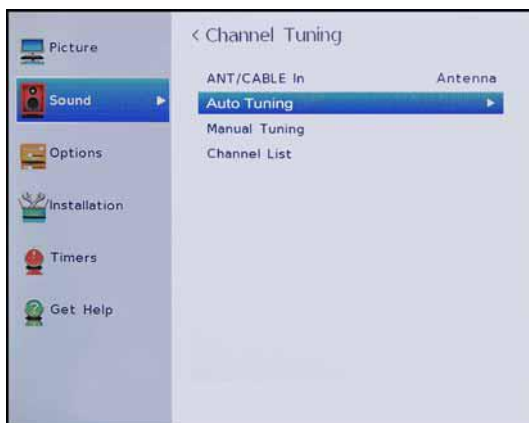 Picture
Sound
Options
Installation
Timers
Get Help
< Channel Tuning
ANT/CABLE In Antenna
Auto Tuning
Manual Tuning
Channel List